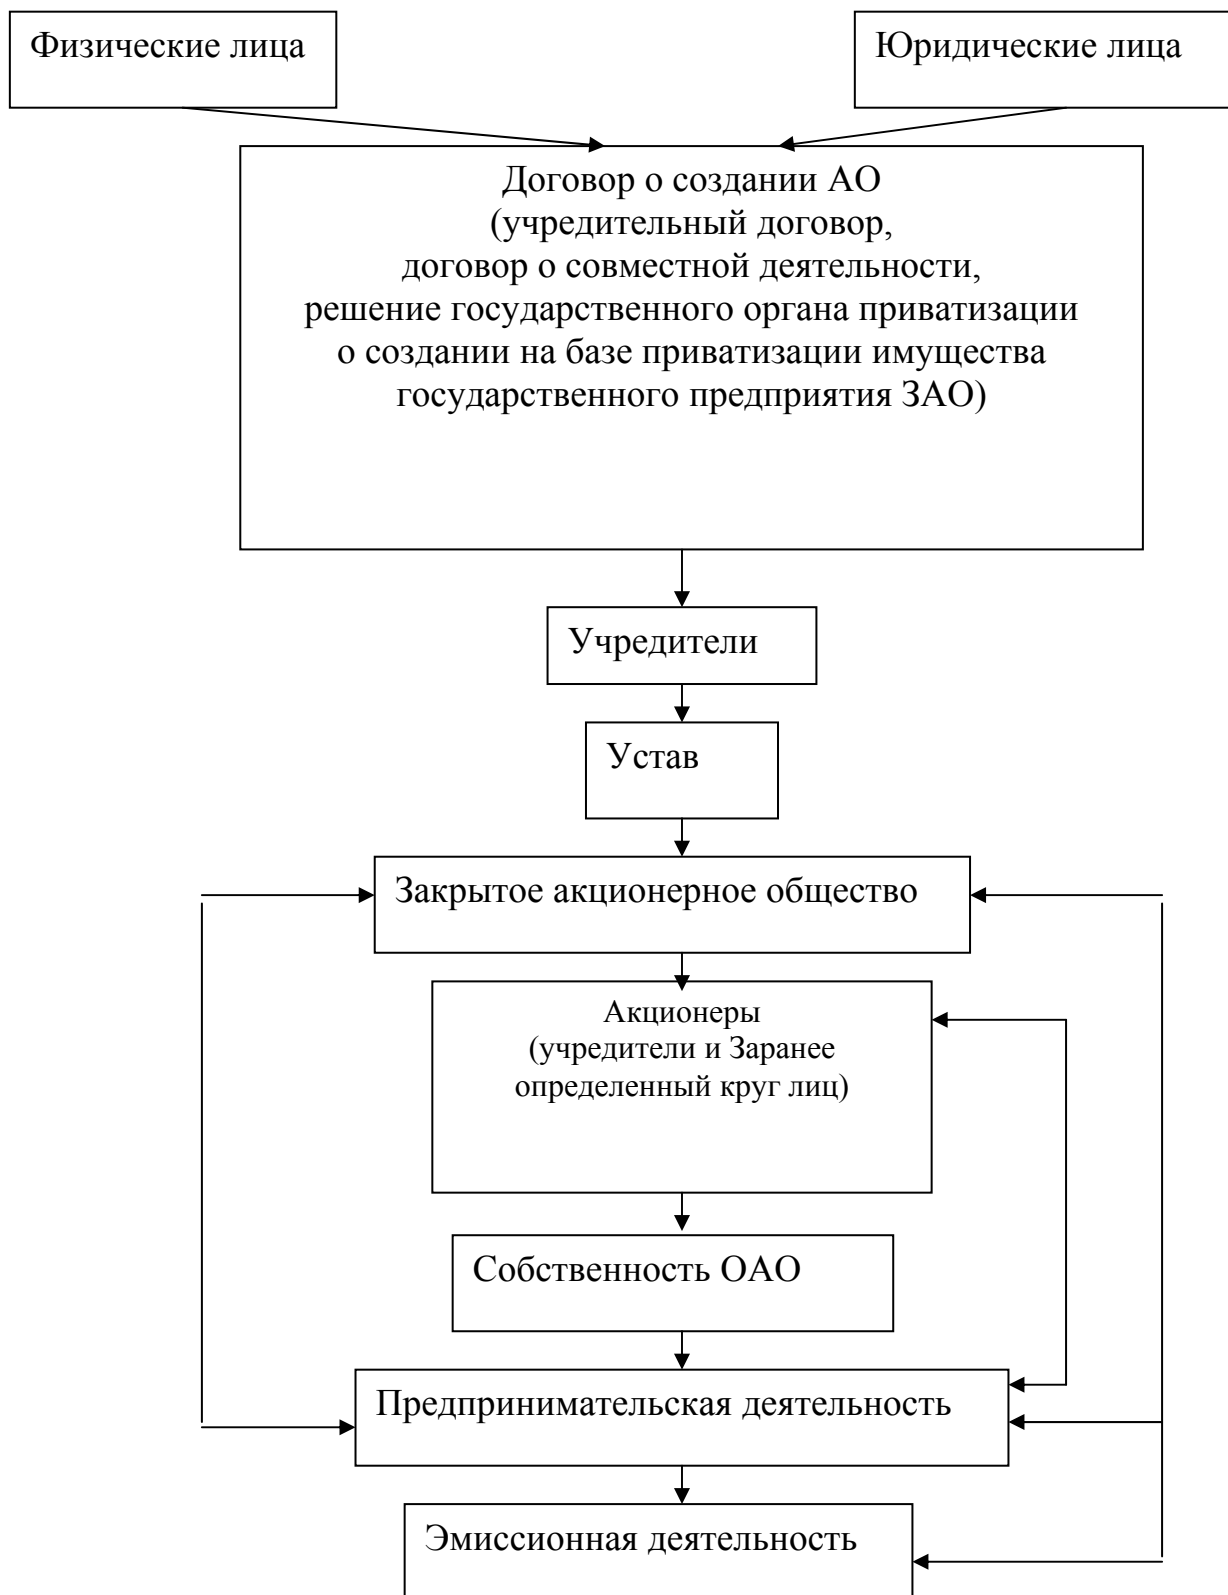 Физические лица
Юридические лица
Договор о создании АО
(учредительный договор,
договор о совместной деятельности,
решение государственного органа приватизации
о создании на базе приватизации имущества
государственного предприятия ЗАО)
Учредители
Устав
Закрытое акционерное общество
Акционеры
(учредители и Заранее
определенный круг лиц)
Собственность ОАО
Предпринимательская деятельность
Эмиссионная деятельность